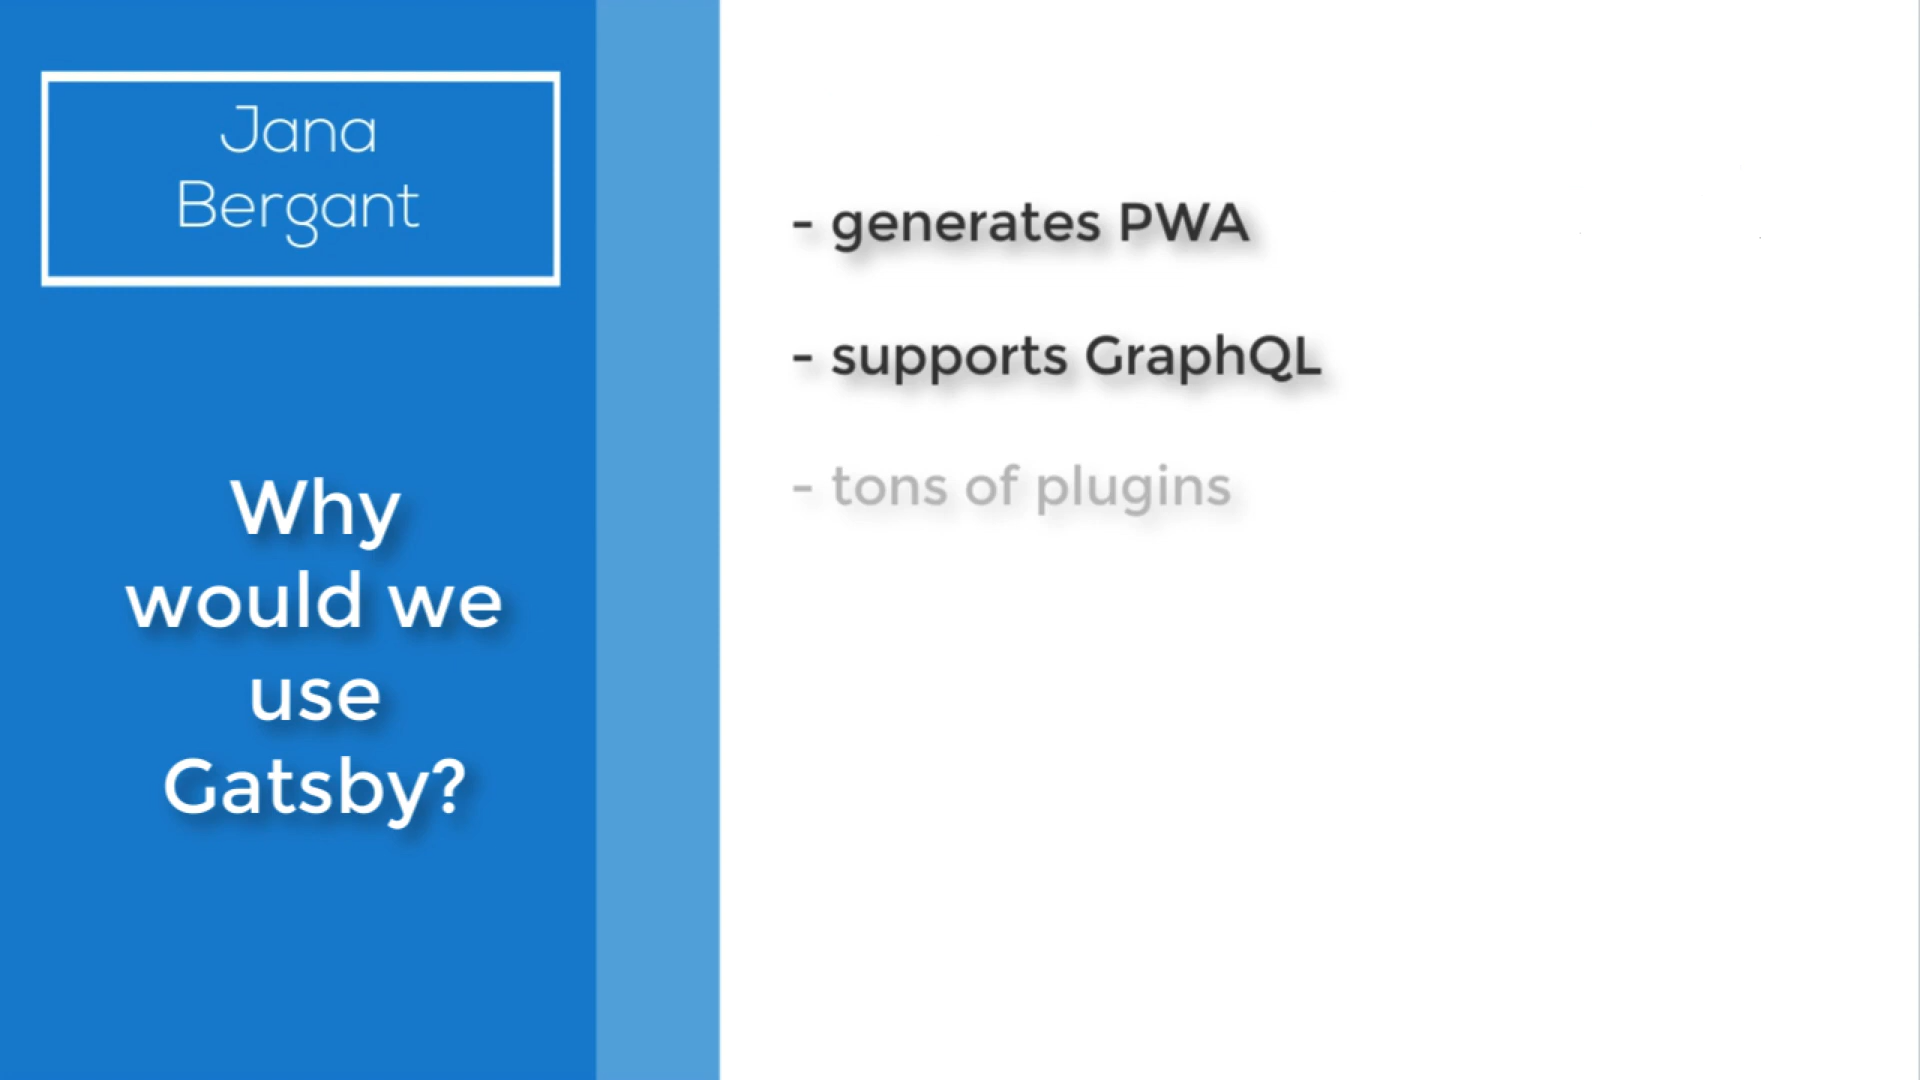 Jana
Bergant
Why
would we
use
Gatsby?
- generates PWA
- supports GraphQL
- tons of plugins